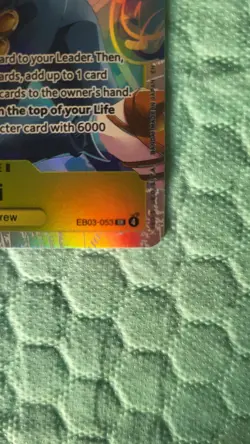 ard to your Leader. Then,
ards, add up to 1 card
cards to the owner's hand.
n the top of your Life
cter card with 6000
i
rew
EB03-053